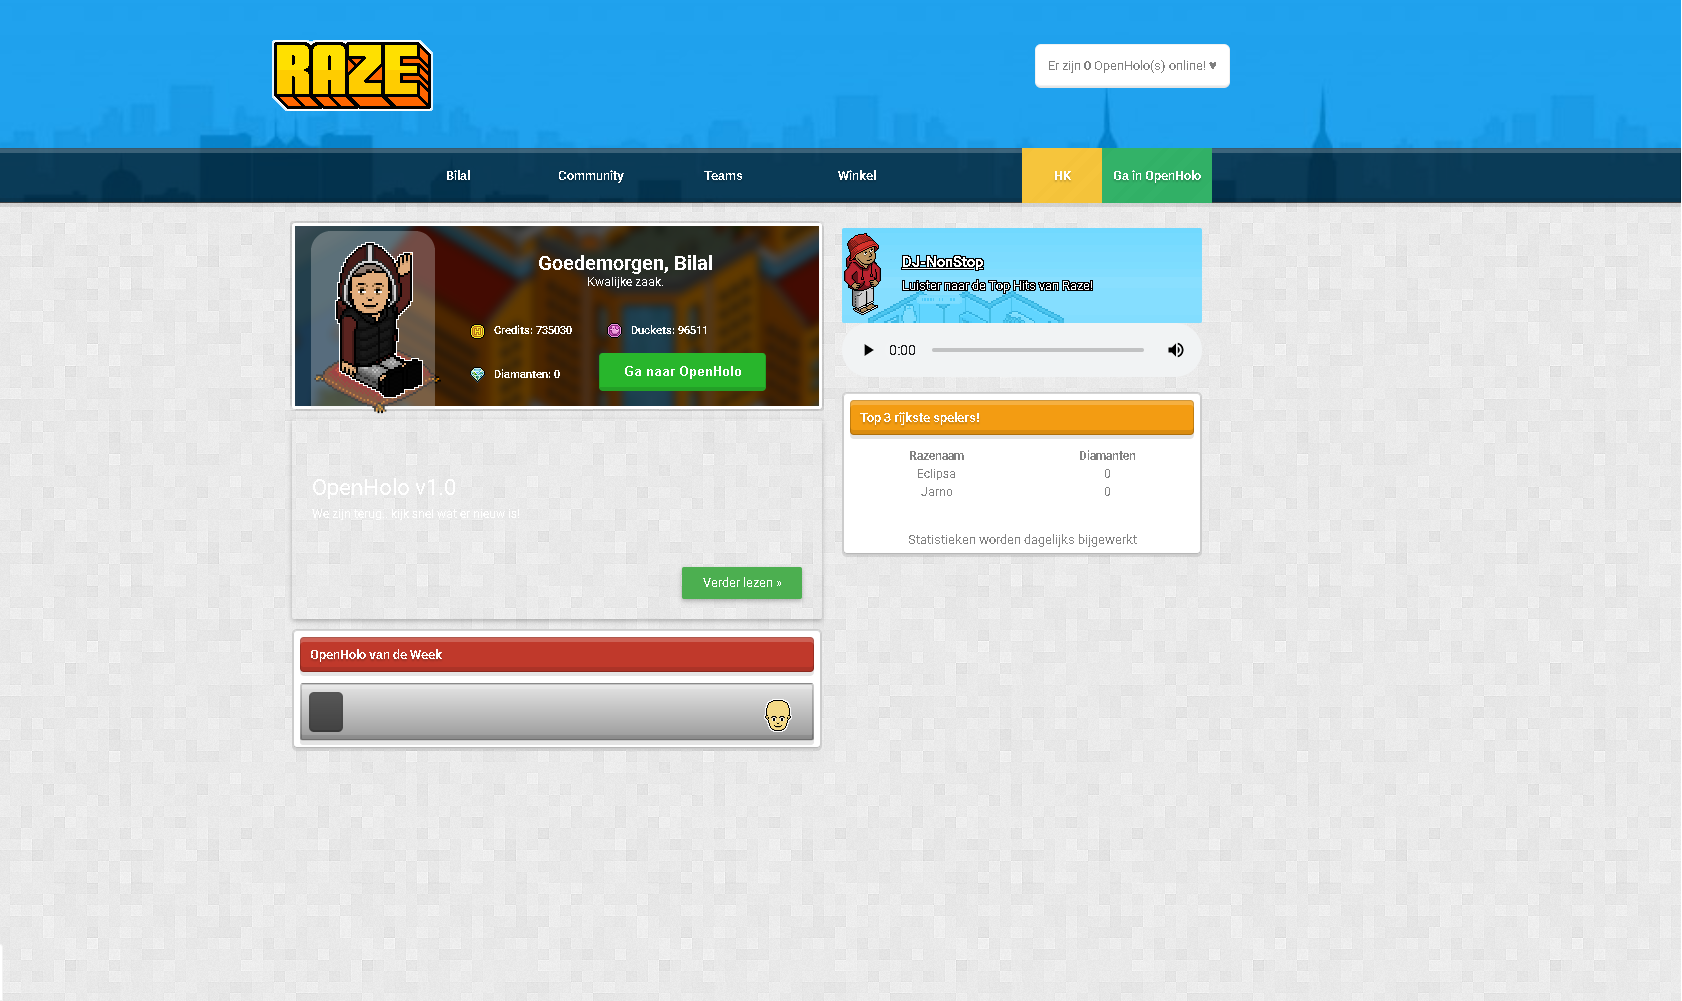 RAZE
Er zijn 0 OpenHolo(s) online! ♥
Bilal
Community
Teams
Winkel
HK
Ga in OpenHolo
Goedemorgen, Bilal
Kwalijke zaak.
Credits: 735030
Duckets: 96511
Diamanten: 0
Ga naar OpenHolo
OpenHolo v1.0
We zijn terug.. kijk snel wat er nieuw is!
Verder lezen »
OpenHolo van de Week
DJ-NonStop
Luister naar de Top Hits van Raze!
0:00
Top 3 rijkste spelers!
Razenaam Diamanten
Eclipsa 0
Jarno 0
Statistieken worden dagelijks bijgewerkt